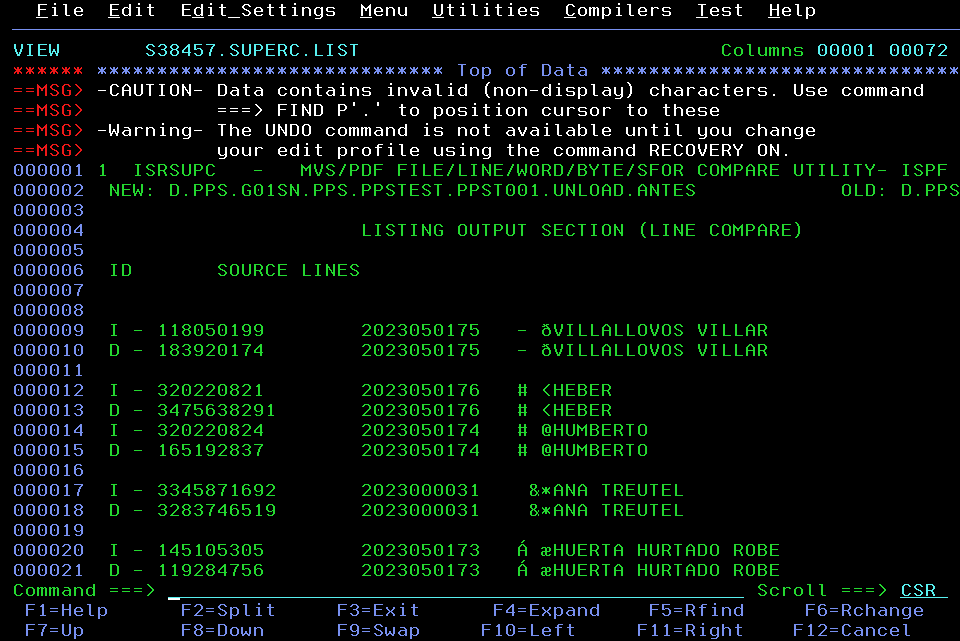 File  Edit  Edit_Settings  Menu  Utilities  Compilers  Test  Help
VIEW       S38457.SUPERC.LIST                              Columns 00001 00072
****** ***************************** Top of Data ******************************
==MSG> -CAUTION- Data contains invalid (non-display) characters. Use command
==MSG>           ===> FIND P'.' to position cursor to these
==MSG> -Warning- The UNDO command is not available until you change
==MSG>           your edit profile using the command RECOVERY ON.
000001 1  ISRSUPC   -   MVS/PDF FILE/LINE/WORD/BYTE/SFOR COMPARE UTILITY- ISPF
000002  NEW: D.PPS.G01SN.PPS.PPSTEST.PPST001.UNLOAD.ANTES            OLD: D.PPS
000003
000004                       LISTING OUTPUT SECTION (LINE COMPARE)
000005
000006  ID       SOURCE LINES
000007
000008
000009  I - 118050199        2023050175   - ðVILLALLOVOS VILLAR
000010  D - 183920174        2023050175   - ðVILLALLOVOS VILLAR
000011
000012  I - 320220821        2023050176   # <HEBER
000013  D - 3475638291       2023050176   # <HEBER
000014  I - 320220824        2023050174   # @HUMBERTO
000015  D - 165192837        2023050174   # @HUMBERTO
000016
000017  I - 3345871692       2023000031    &*ANA TREUTEL
000018  D - 3283746519       2023000031    &*ANA TREUTEL
000019
000020  I - 145105305        2023050173   Á æHUERTA HURTADO ROBE
000021  D - 119284756        2023050173   Á æHUERTA HURTADO ROBE
Command ===> Scroll ===> CSR
F1=Help      F2=Split     F3=Exit      F4=Expand    F5=Rfind     F6=Rchange
F7=Up        F8=Down      F9=Swap     F10=Left     F11=Right    F12=Cancel